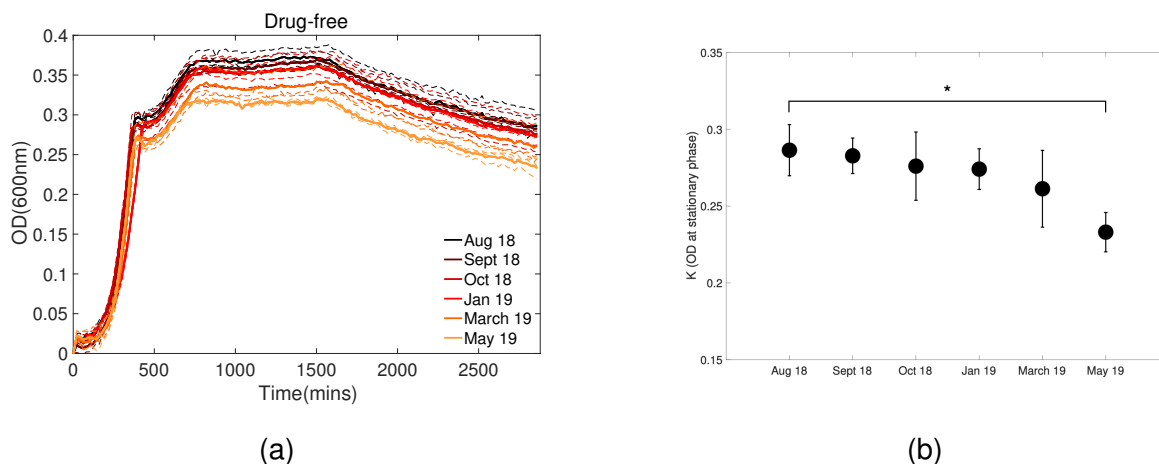 Drug-free
OD(600nm)
0.4
0.35
0.3
0.25
0.2
0.15
0.1
0.05
0
Aug 18
Sept 18
Oct 18
Jan 19
March 19
May 19
0 500 1000 1500 2000 2500
Time(mins)
(a)
K (OD at stationary phase)
0.35
0.3
0.25
0.2
0.15
*
Aug 18 Sept 18 Oct 18 Jan 19 March 19 May 19
(b)